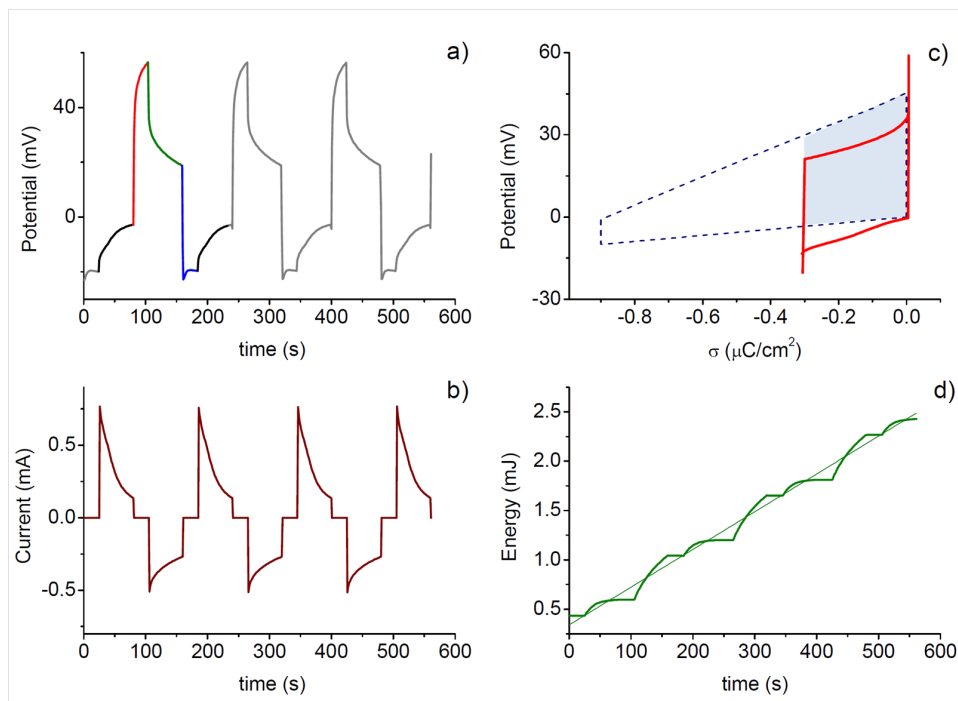 a)
Potential (mV)
40
0
0 100 200 300 400 500 600
time (s)
c)
Potential (mV)
60
30
0
-30
-0.8 -0.6 -0.4 -0.2 0.0
σ (μC/cm²)
b)
Current (mA)
0.5
0.0
-0.5
0 100 200 300 400 500 600
time (s)
d)
Energy (mJ)
2.5
2.0
1.5
1.0
0.5
0 100 200 300 400 500 600
time (s)